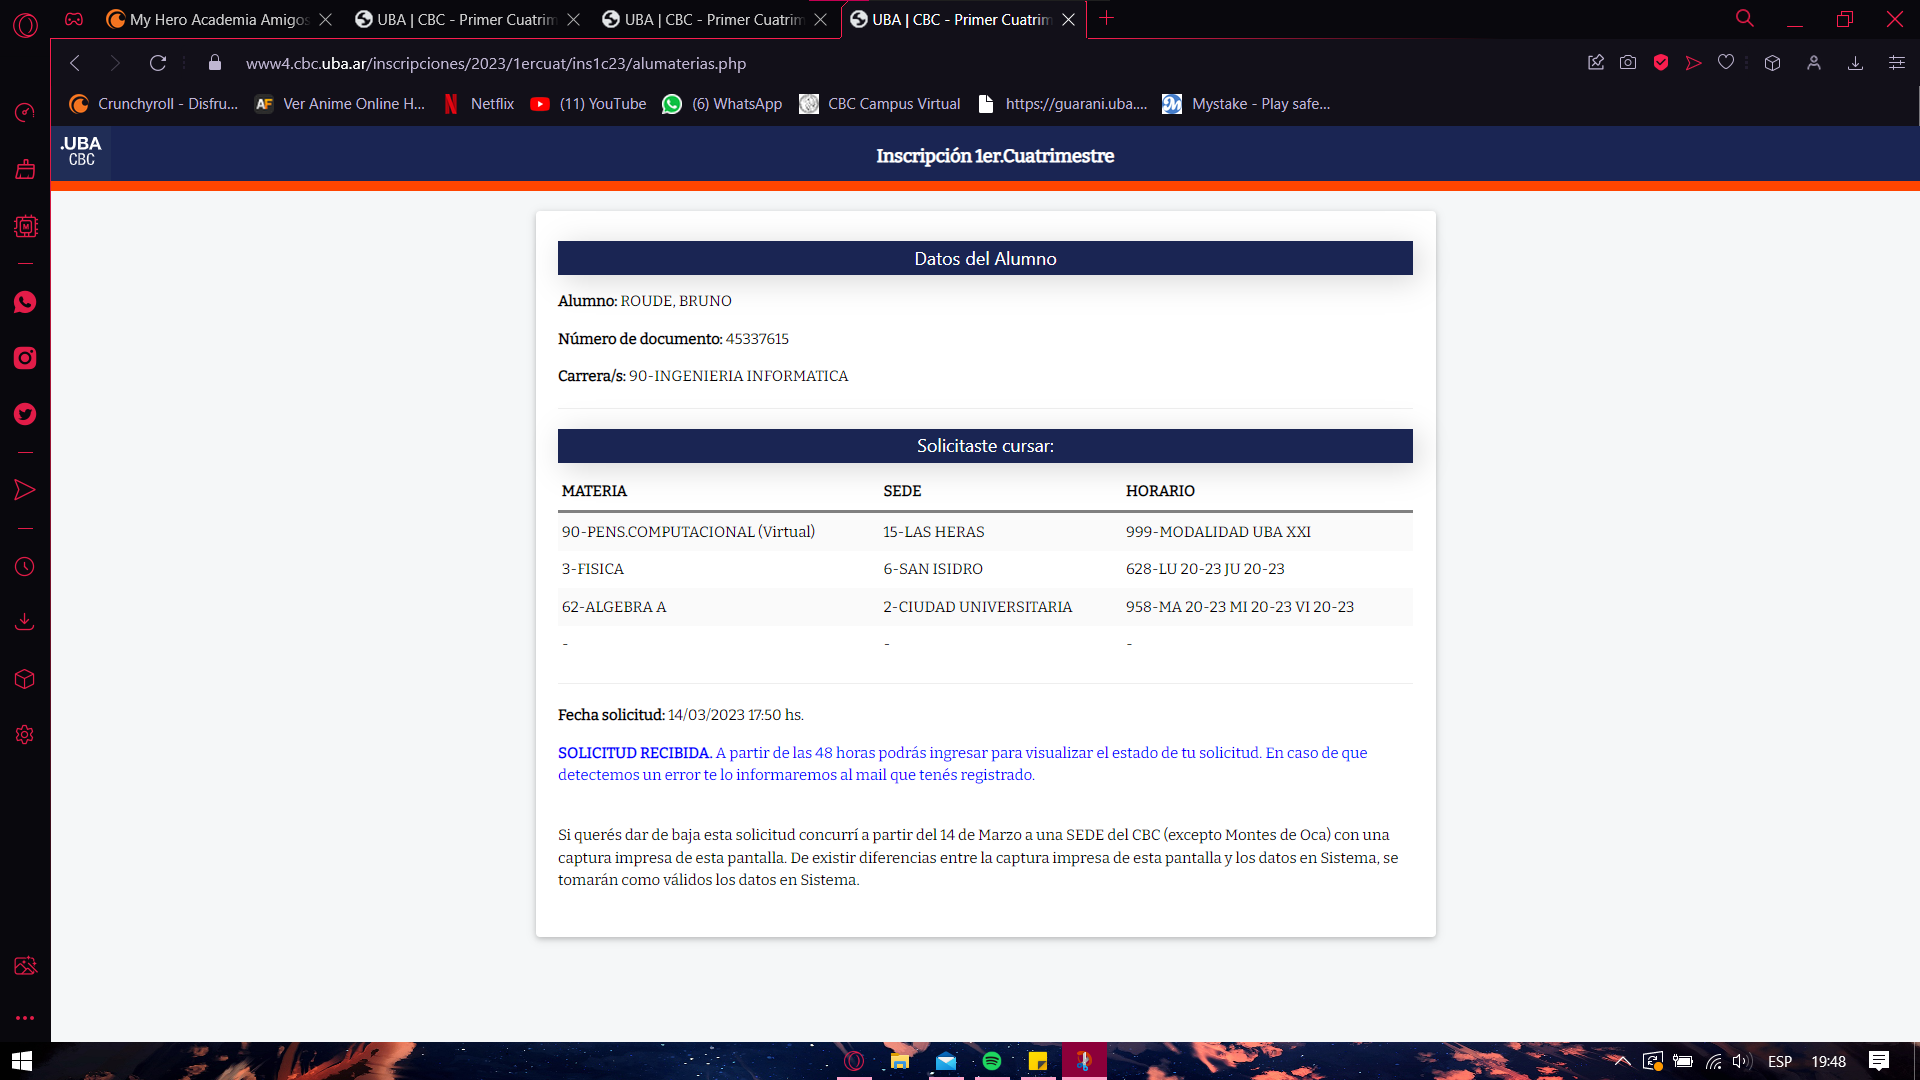 My Hero Academia Amigos
UBA | CBC - Primer Cuatrim
UBA | CBC - Primer Cuatrim
UBA | CBC - Primer Cuatrim
www4.cbc.uba.ar/inscripciones/2023/1ercuat/ins1c23/alumaterias.php
Crunchyroll - Disfru...
AF Ver Anime Online H...
Netflix
(11) YouTube
(6) WhatsApp
CBC Campus Virtual
https://guarani.uba....
Mystake - Play safe...
.UBA
CBC
Inscripción 1er.Cuatrimestre
Datos del Alumno
Alumno: ROUDE, BRUNO
Número de documento: 45337615
Carrera/s: 90-INGENIERIA INFORMATICA
Solicitaste cursar:
MATERIA SEDE HORARIO
90-PENS.COMPUTACIONAL (Virtual) 15-LAS HERAS 999-MODALIDAD UBA XXI
3-FISICA 6-SAN ISIDRO 628-LU 20-23 JU 20-23
62-ALGEBRA A 2-CIUDAD UNIVERSITARIA 958-MA 20-23 MI 20-23 VI 20-23
- - -
Fecha solicitud: 14/03/2023 17:50 hs.
SOLICITUD RECIBIDA. A partir de las 48 horas podrás ingresar para visualizar el estado de tu solicitud. En caso de que
detectemos un error te lo informaremos al mail que tenés registrado.
Si querés dar de baja esta solicitud concurrí a partir del 14 de Marzo a una SEDE del CBC (excepto Montes de Oca) con una
captura impresa de esta pantalla. De existir diferencias entre la captura impresa de esta pantalla y los datos en Sistema, se
tomarán como válidos los datos en Sistema.
ESP
19:48